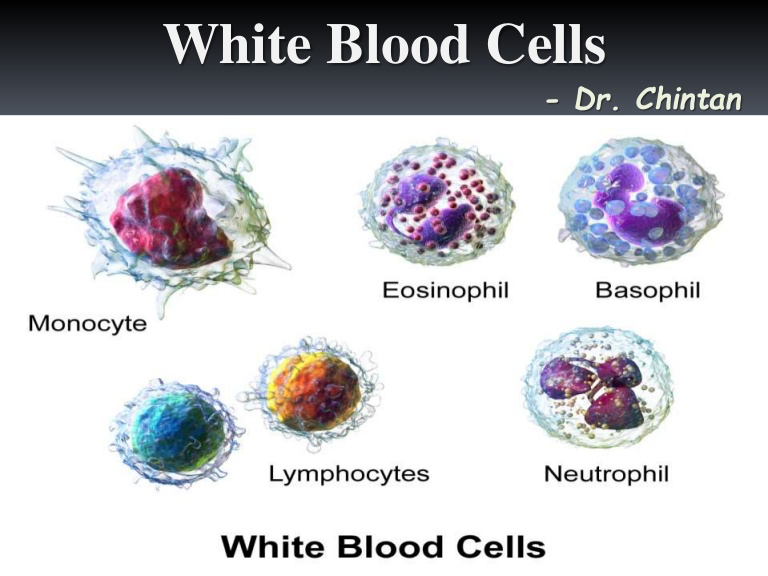 White Blood Cells
- Dr. Chintan
Eosinophil
Basophil
Monocyte
Lymphocytes
Neutrophil
White Blood Cells